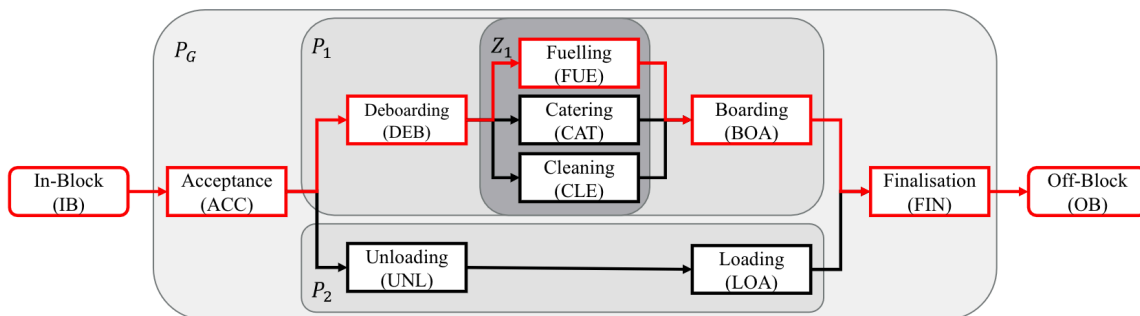 P_G
P_1
Z_1
Fuelling
(FUE)
Deboarding
(DEB)
Catering
(CAT)
Boarding
(BOA)
Cleaning
(CLE)
In-Block
(IB)
Acceptance
(ACC)
Finalisation
(FIN)
Off-Block
(OB)
Unloading
(UNL)
Loading
(LOA)
P_2